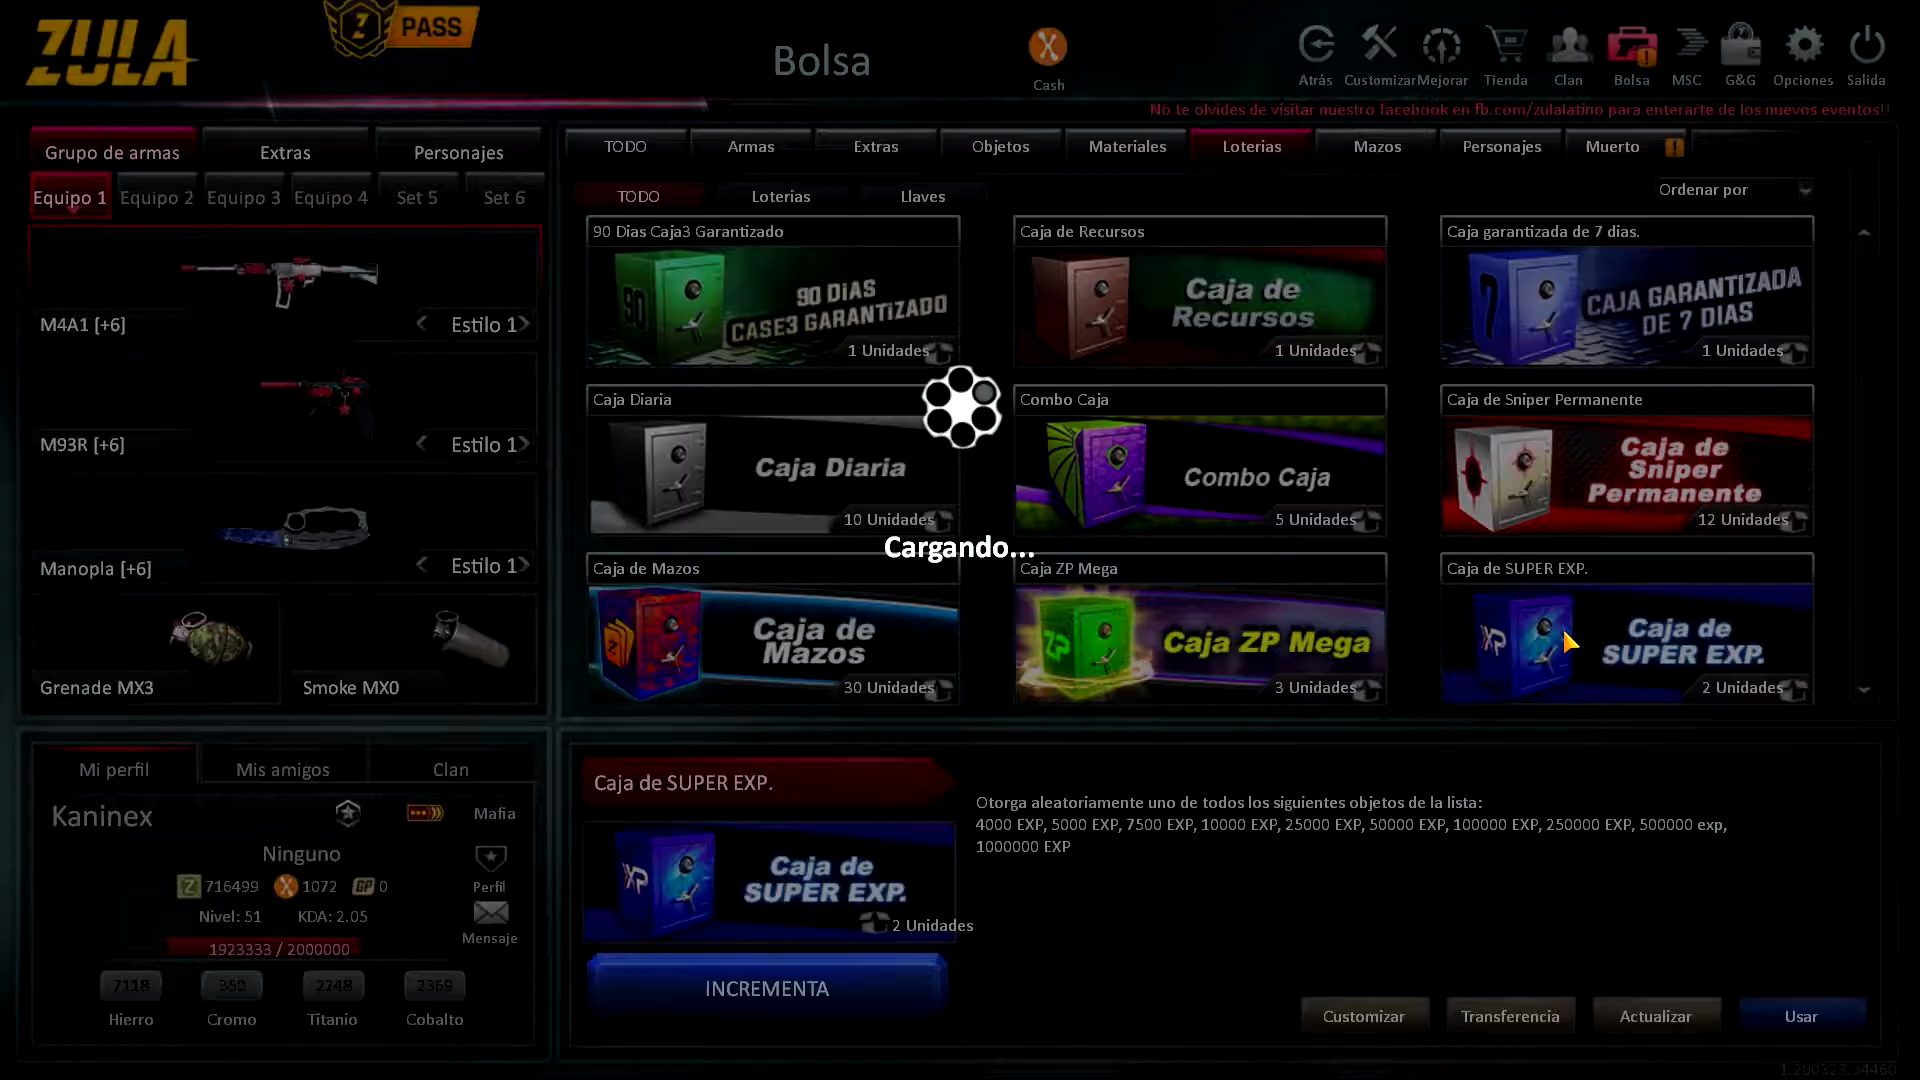 ZULA
PASS
Bolsa
Cash
Atrás
Customizar
Mejorar
Tienda
Clan
Bolsa
MSC
G&G
Opciones
Salida
No te olvides de visitar nuestro facebook en fb.com/zulalatino para enterarte de los nuevos eventos!!
Grupo de armas
Extras
Personajes
Equipo 1
Equipo 2
Equipo 3
Equipo 4
Set 5
Set 6
M4A1 [+6]
Estilo 1
M93R [+6]
Estilo 1
Manopla [+6]
Estilo 1
Grenade MX3
Smoke MX0
TODO
Armas
Extras
Objetos
Materiales
Loterias
Mazos
Personajes
Muerto
TODO
Loterias
Llaves
Ordenar por
90 Dias Caja3 Garantizado
90
90 DiAS
CASE3 GARANTIZADO
1 Unidades
Caja de Recursos
Caja de
Recursos
1 Unidades
Caja garantizada de 7 dias.
7
CAJA GARANTIZADA
DE 7 DIAS
1 Unidades
Caja Diaria
Caja Diaria
10 Unidades
Combo Caja
Combo Caja
5 Unidades
Caja de Sniper Permanente
Caja de
Sniper
Permanente
12 Unidades
Cargando...
Caja de Mazos
Caja de
Mazos
30 Unidades
Caja ZP Mega
ZP
Caja ZP Mega
3 Unidades
Caja de SUPER EXP.
XP
Caja de
SUPER EXP.
2 Unidades
Mi perfil
Mis amigos
Clan
Kaninex
Mafia
Ninguno
716499
1072
GP 0
Perfil
Nivel: 51
KDA: 2.05
Mensaje
1923333 / 2000000
7118
350
2248
2369
Hierro
Cromo
Titanio
Cobalto
Caja de SUPER EXP.
XP
Caja de
SUPER EXP.
2 Unidades
INCREMENTA
Otorga aleatoriamente uno de todos los siguientes objetos de la lista:
4000 EXP, 5000 EXP, 7500 EXP, 10000 EXP, 25000 EXP, 50000 EXP, 100000 EXP, 250000 EXP, 500000 exp,
1000000 EXP
Customizar
Transferencia
Actualizar
Usar
1.200323.34460